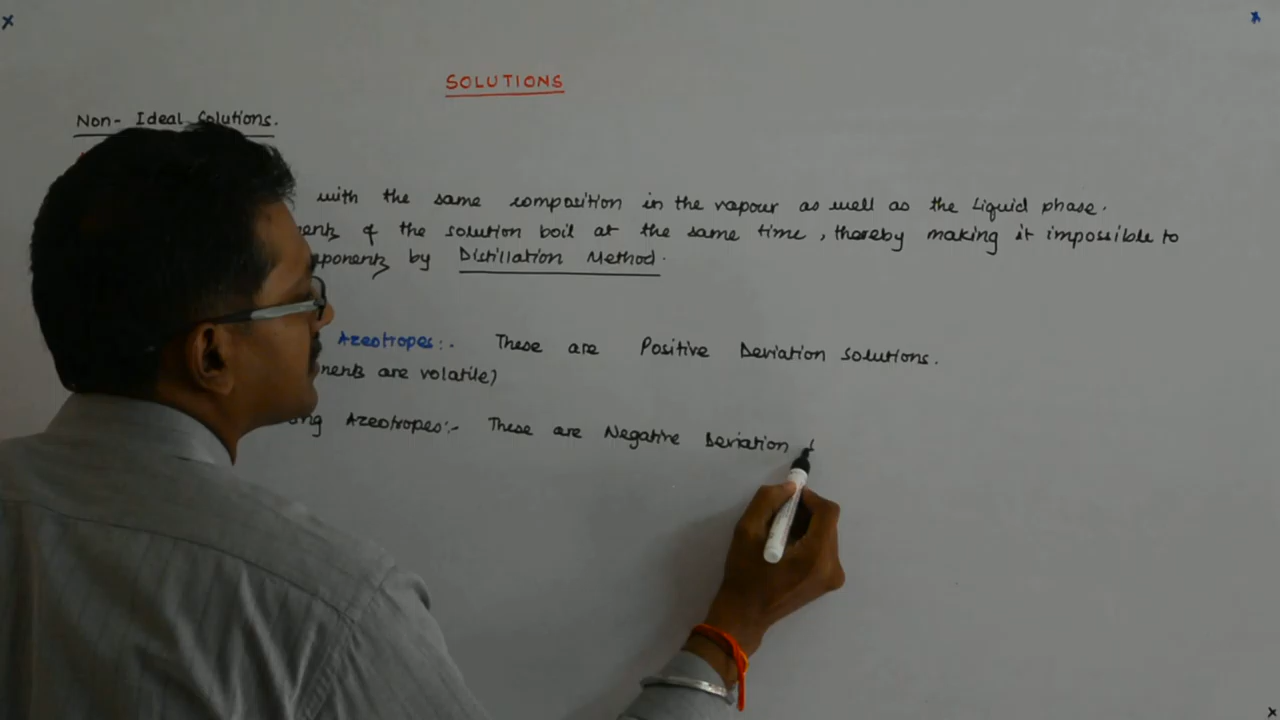 SOLUTIONS
Non- Ideal Solutions.
with the same composition in the vapour as well as the Liquid phase.
of the solution boil at the same time, thereby making it impossible to
by Distillation Method.
Azeotropes:- These are Positive Deviation solutions.
are volatile)
Azeotropes:- These are Negative Deviation